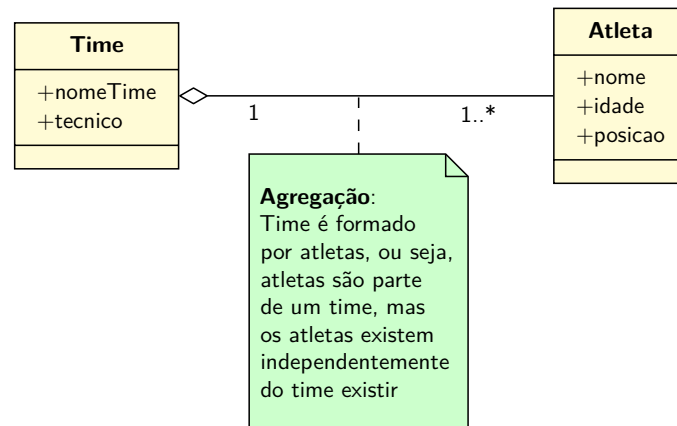 Time
+nomeTime
+tecnico
1
1..*
Atleta
+nome
+idade
+posicao
Agregação:
Time é formado
por atletas, ou seja,
atletas são parte
de um time, mas
os atletas existem
independentemente
do time existir